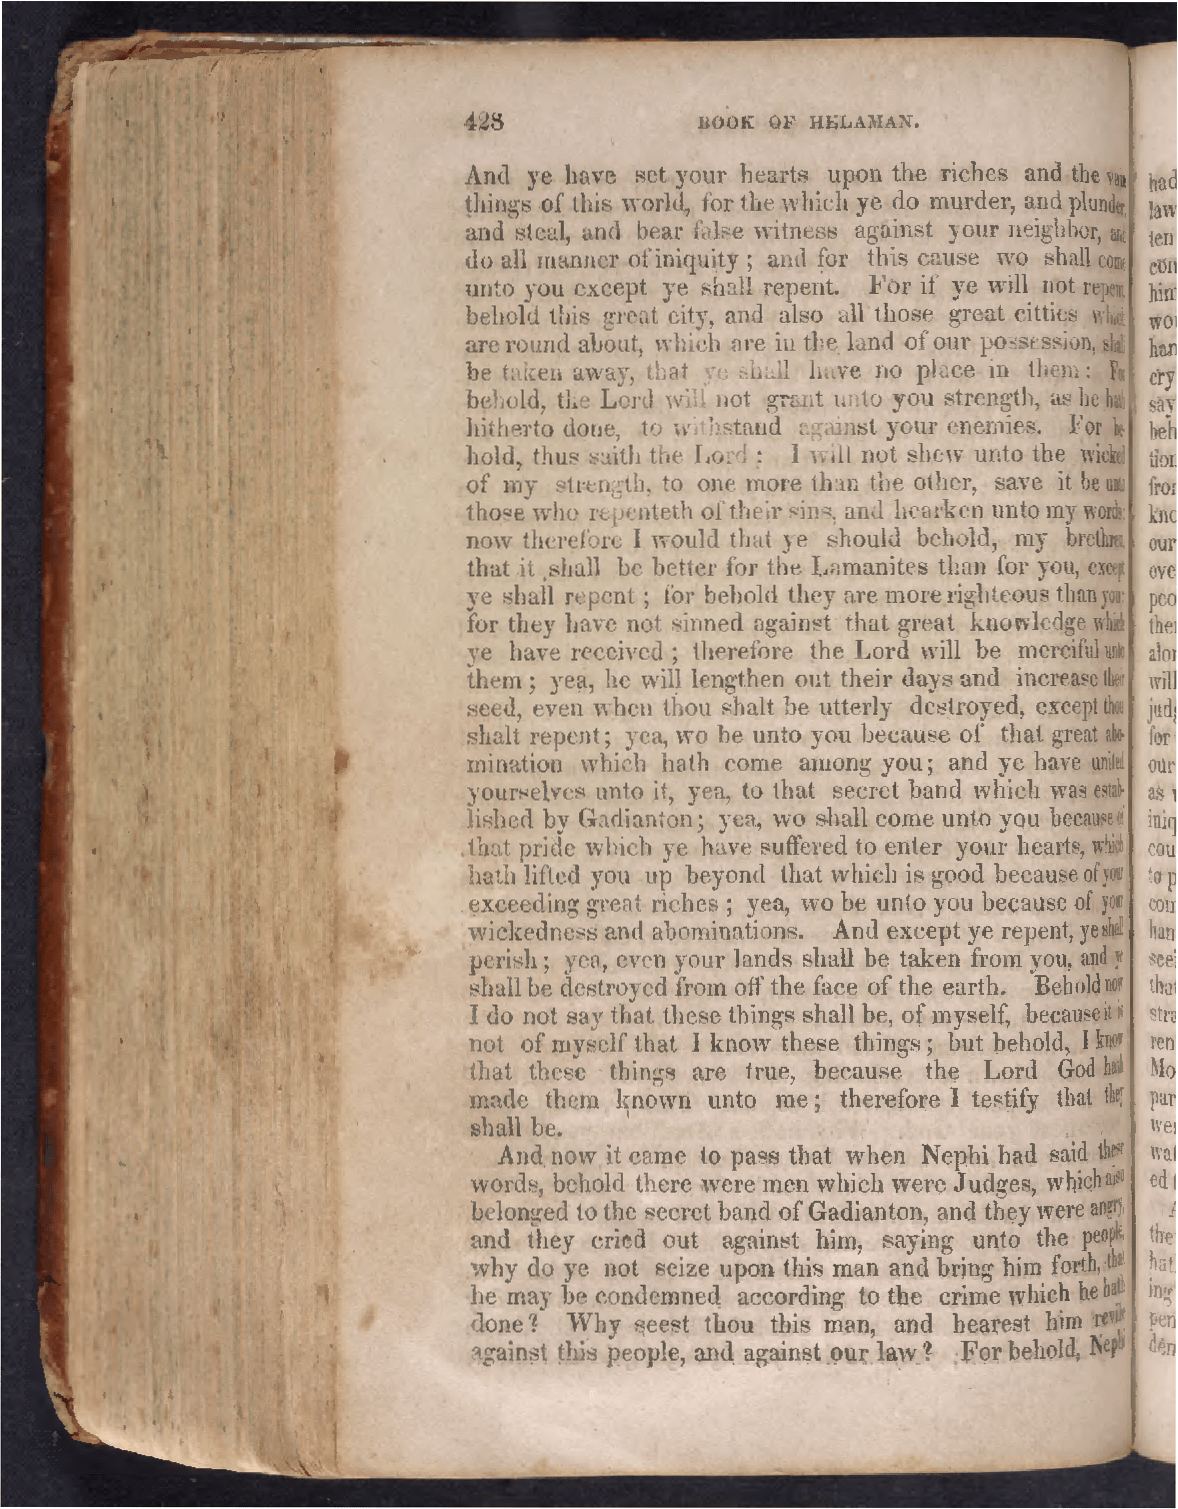 428 BOOK OF HELAMAN.
And ye have set your hearts upon the riches and the vain
things of this world, for the which ye do murder, and plunder,
and steal, and bear false witness against your neighbor, and
do all manner of iniquity ; and for this cause wo shall come
unto you except ye shall repent. For if ye will not repent,
behold this great city, and also all those great citties which
are round about, which are in the land of our possession, shall
be taken away, that ye shall have no place in them : For
behold, the Lord will not grant unto you strength, as he hath
hitherto done, to withstand against your enemies. For be-
hold, thus saith the Lord : I will not shew unto the wicked
of my strength, to one more than the other, save it be unto
those who repenteth of their sins, and hearken unto my words;
now therefore I would that ye should behold, my brethren,
that it shall be better for the Lamanites than for you, except
ye shall repent ; for behold they are more righteous than you;
for they have not sinned against that great knowledge which
ye have received ; therefore the Lord will be merciful unto
them ; yea, he will lengthen out their days and increase their
seed, even when thou shalt be utterly destroyed, except thou
shalt repent; yea, wo be unto you because of that great abo-
mination which hath come among you; and ye have united
yourselves unto it, yea, to that secret band which was estab-
lished by Gadianton; yea, wo shall come unto you because of
that pride which ye have suffered to enter your hearts, which
hath lifted you up beyond that which is good because of your
exceeding great riches ; yea, wo be unto you because of your
wickedness and abominations. And except ye repent, ye shall
perish ; yea, even your lands shall be taken from you, and ye
shall be destroyed from off the face of the earth. Behold now
I do not say that these things shall be, of myself, because it is
not of myself that I know these things ; but behold, I know
that these things are true, because the Lord God hath
made them known unto me ; therefore I testify that they
shall be.
And now it came to pass that when Nephi had said these
words, behold there were men which were Judges, which also
belonged to the secret band of Gadianton, and they were angry,
and they cried out against him, saying unto the people,
why do ye not seize upon this man and bring him forth, that
he may be condemned according to the crime which he hath
done ? Why seest thou this man, and hearest him revile
against this people, and against our law ? For behold, Nephi
had
law
ten
con
him
wo
han
cry
say
beh
tion
fro
kno
our
ove
peo
the
alo
will
jud
for
our
as
iniq
cou
to p
con
han
see
tha
stre
ren
Mo
par
we
wa
ed
the
hat
ing
pen
den